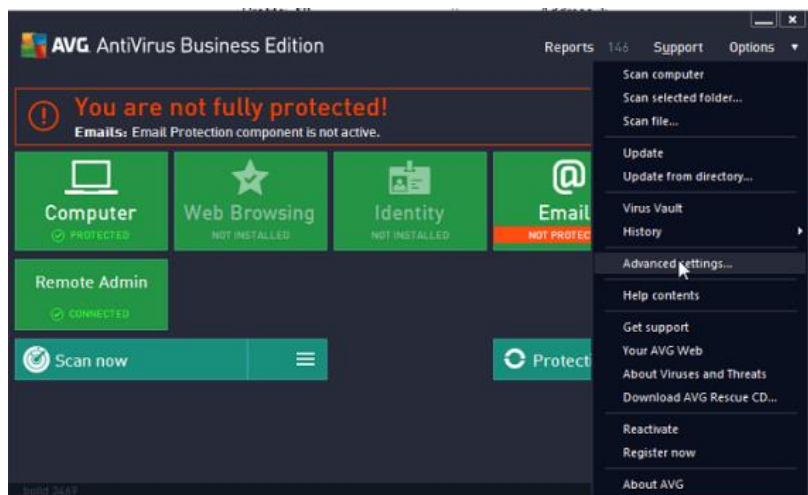 AVG AntiVirus Business Edition
Reports 146 Support Options
You are not fully protected!
Emails: Email Protection component is not active.
Computer
PROTECTED
Web Browsing
NOT INSTALLED
Identity
NOT INSTALLED
Email
NOT PROTEC
Remote Admin
CONNECTED
Scan now
Protecti
Scan computer
Scan selected folder...
Scan file...
Update
Update from directory...
Virus Vault
History
Advanced settings...
Help contents
Get support
Your AVG Web
About Viruses and Threats
Download AVG Rescue CD...
Reactivate
Register now
About AVG